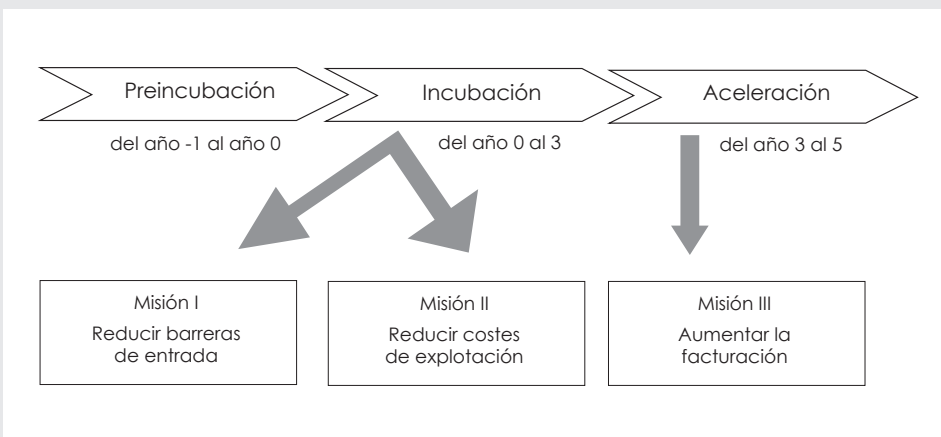 Preincubación
Incubación
Aceleración
del año -1 al año 0
del año 0 al 3
del año 3 al 5
Misión I
Reducir barreras
de entrada
Misión II
Reducir costes
de explotación
Misión III
Aumentar la
facturación